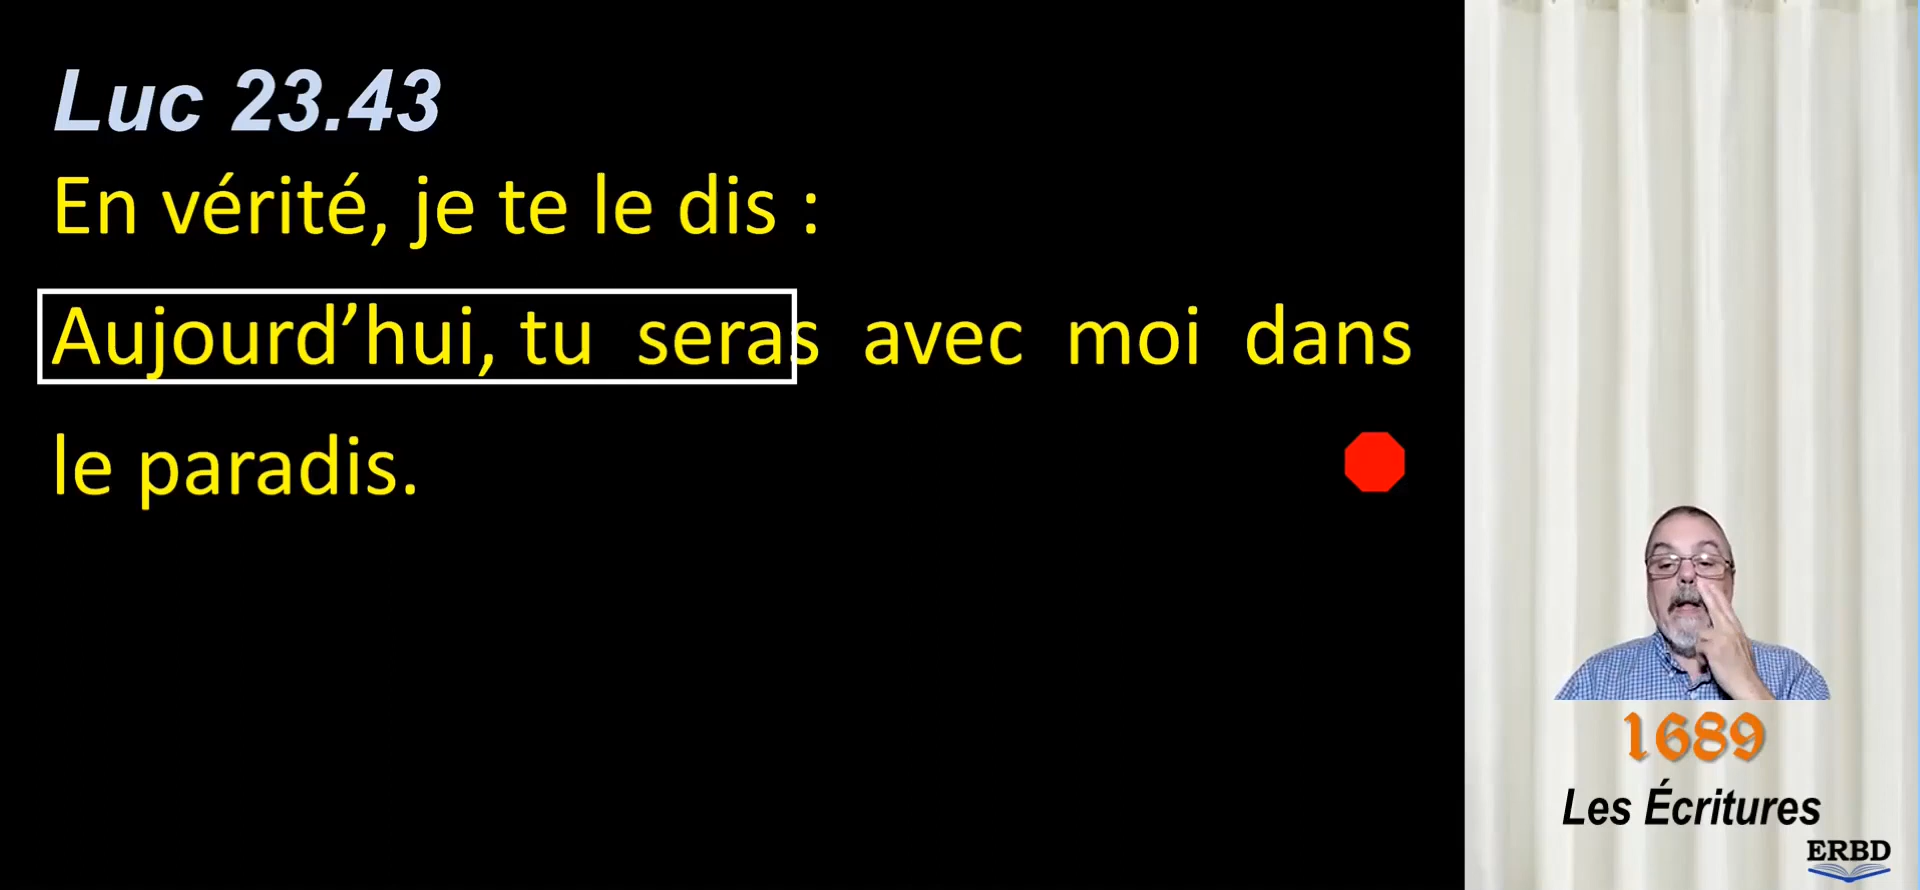 Luc 23.43
En vérité, je te le dis :
Aujourd’hui, tu seras avec moi dans
le paradis.
1689
Les Écritures
ERBD